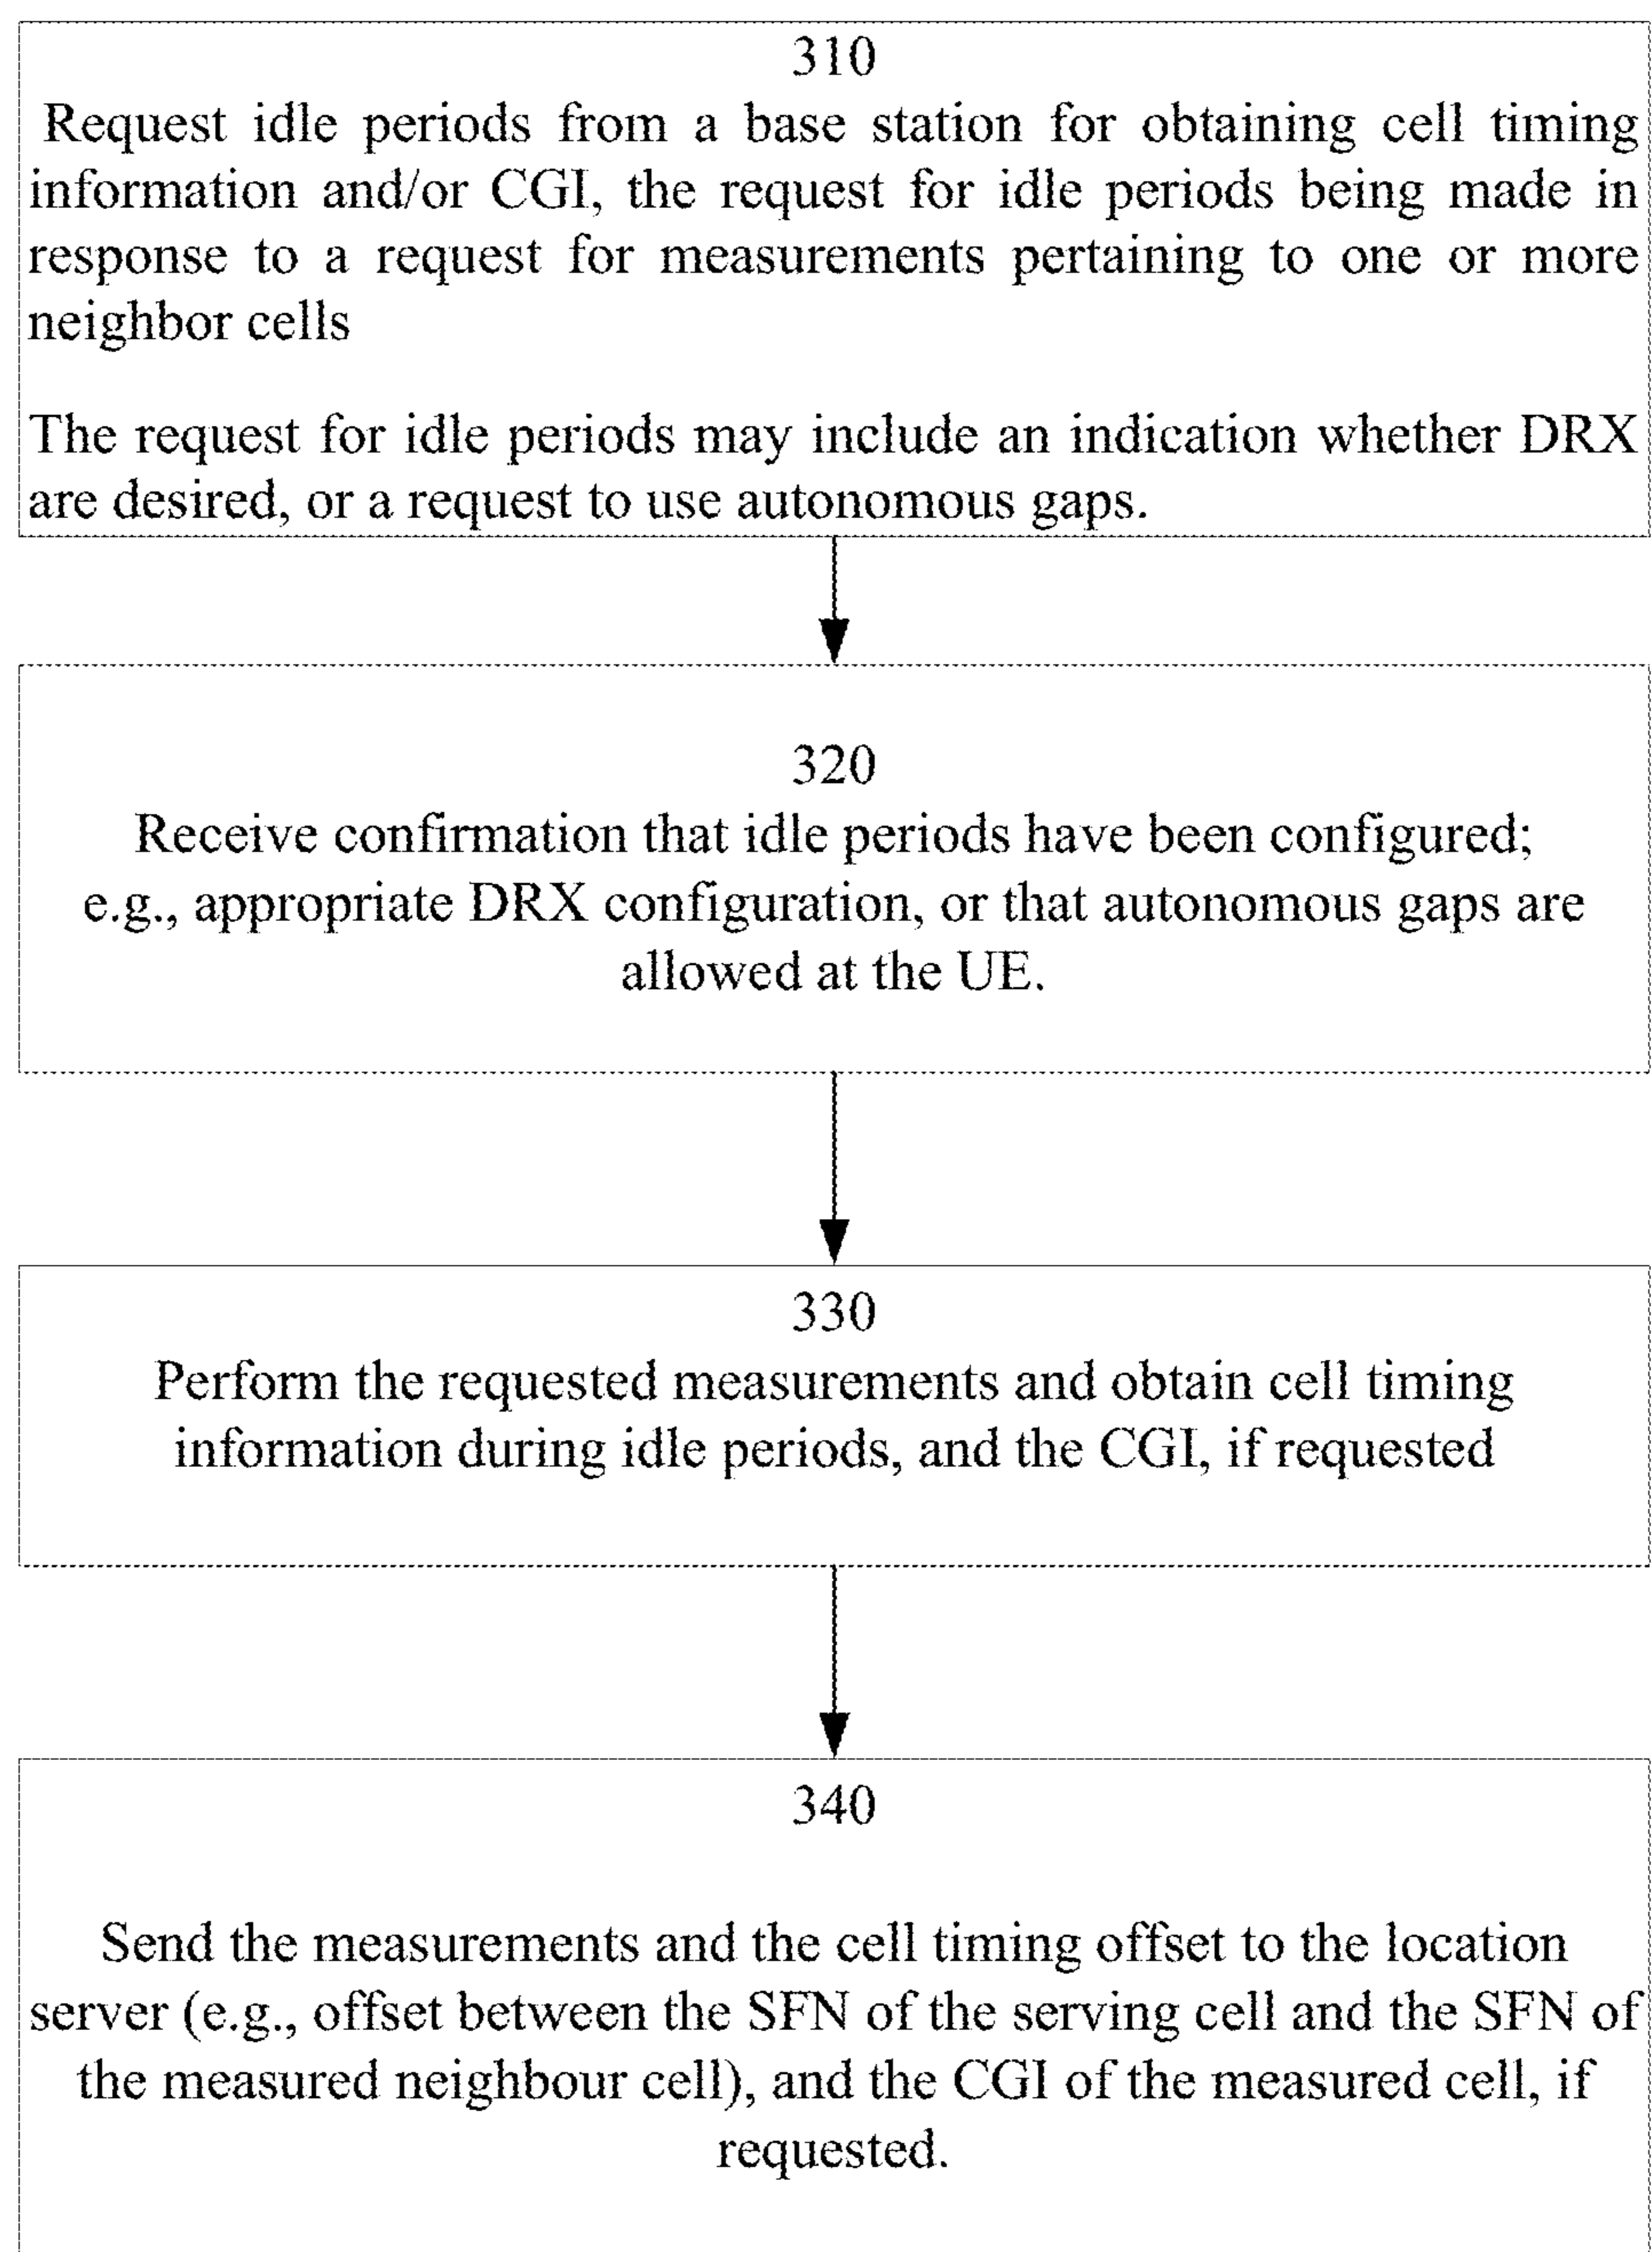 310
Request idle periods from a base station for obtaining cell timing
information and/or CGI, the request for idle periods being made in
response to a request for measurements pertaining to one or more
neighbor cells
The request for idle periods may include an indication whether DRX
are desired, or a request to use autonomous gaps.
320
Receive confirmation that idle periods have been configured;
e.g., appropriate DRX configuration, or that autonomous gaps are
allowed at the UE.
330
Perform the requested measurements and obtain cell timing
information during idle periods, and the CGI, if requested
340
Send the measurements and the cell timing offset to the location
server (e.g., offset between the SFN of the serving cell and the SFN of
the measured neighbour cell), and the CGI of the measured cell, if
requested.